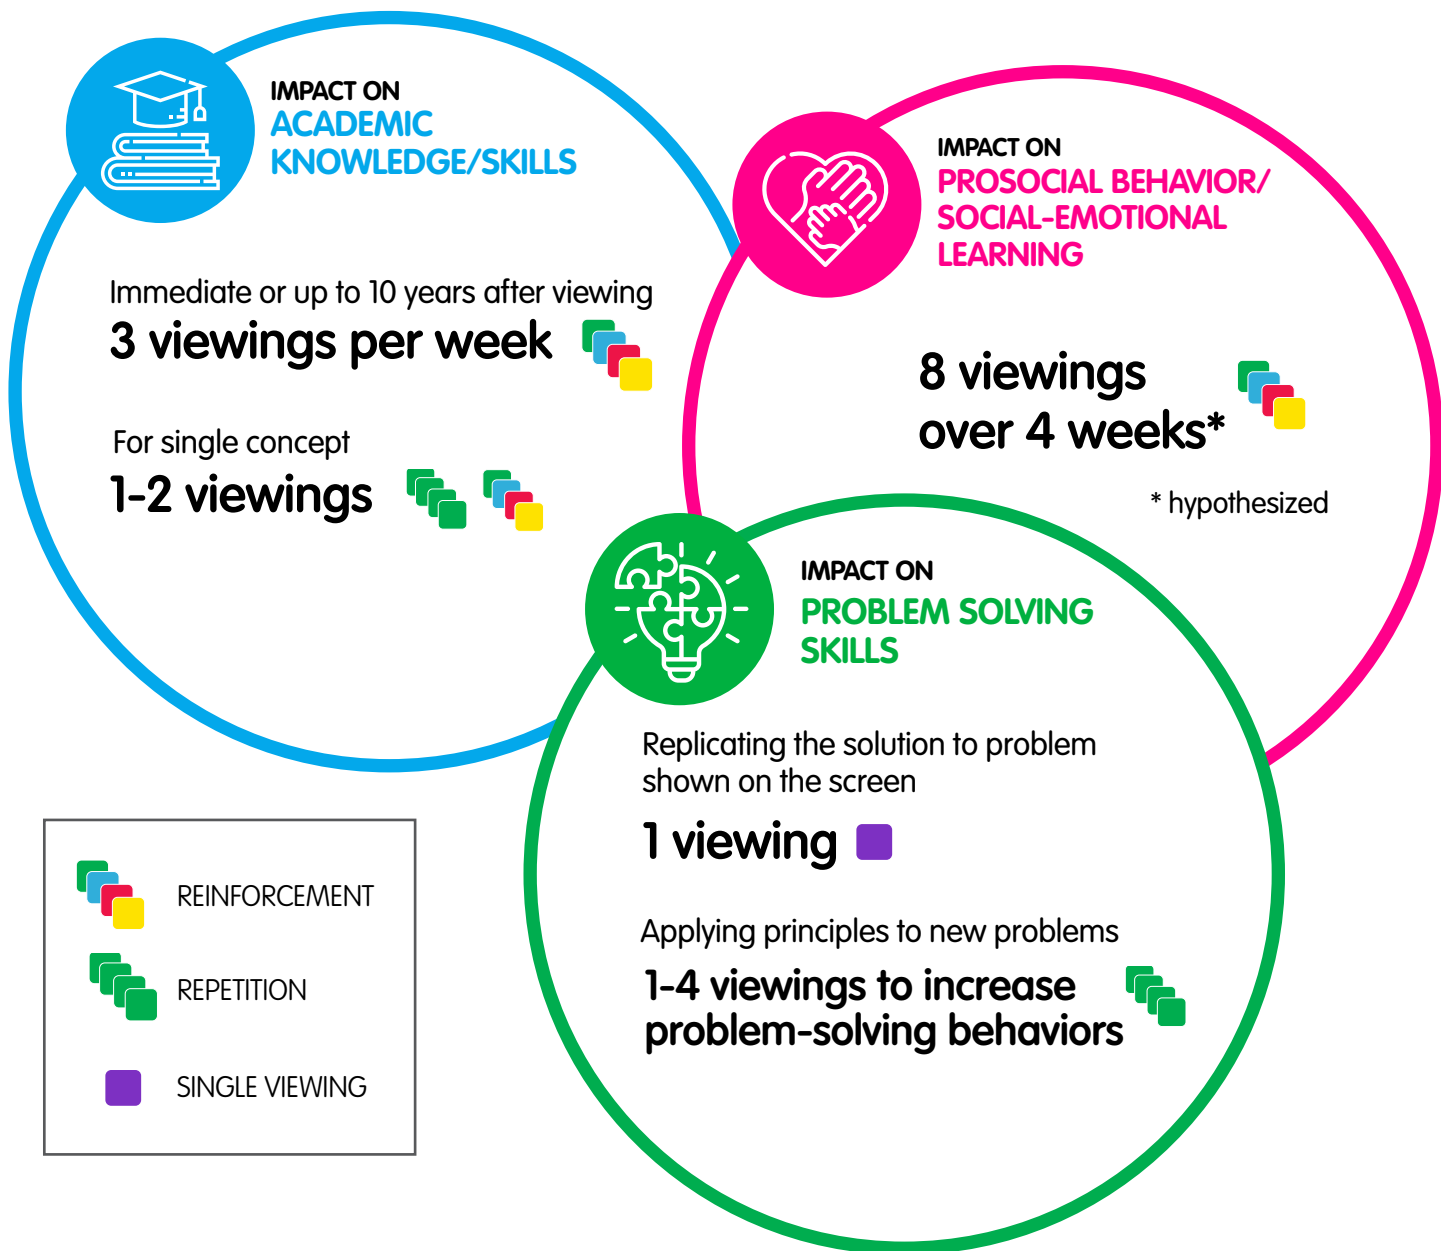 IMPACT ON
ACADEMIC
KNOWLEDGE/SKILLS
Immediate or up to 10 years after viewing
3 viewings per week
For single concept
1-2 viewings
IMPACT ON
PROSOCIAL BEHAVIOR/
SOCIAL-EMOTIONAL
LEARNING
8 viewings
over 4 weeks*
* hypothesized
IMPACT ON
PROBLEM SOLVING
SKILLS
Replicating the solution to problem
shown on the screen
1 viewing
Applying principles to new problems
1-4 viewings to increase
problem-solving behaviors
REINFORCEMENT
REPETITION
SINGLE VIEWING